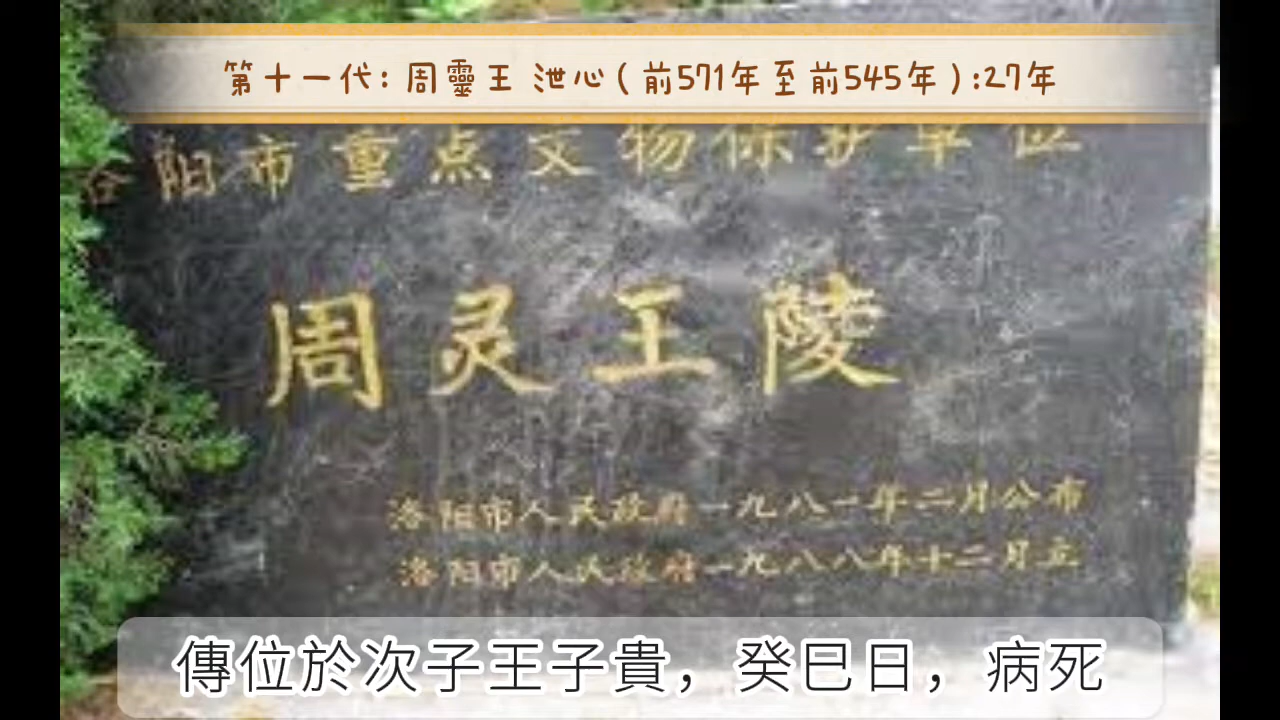 第十一代：周靈王 泄心（前571年至前545年）:27年
洛阳市重点文物保护单位
周灵王陵
洛阳市人民政府一九八一年二月公布
洛阳市人民政府一九八八年十二月立
傳位於次子王子貴，癸巳日，病死